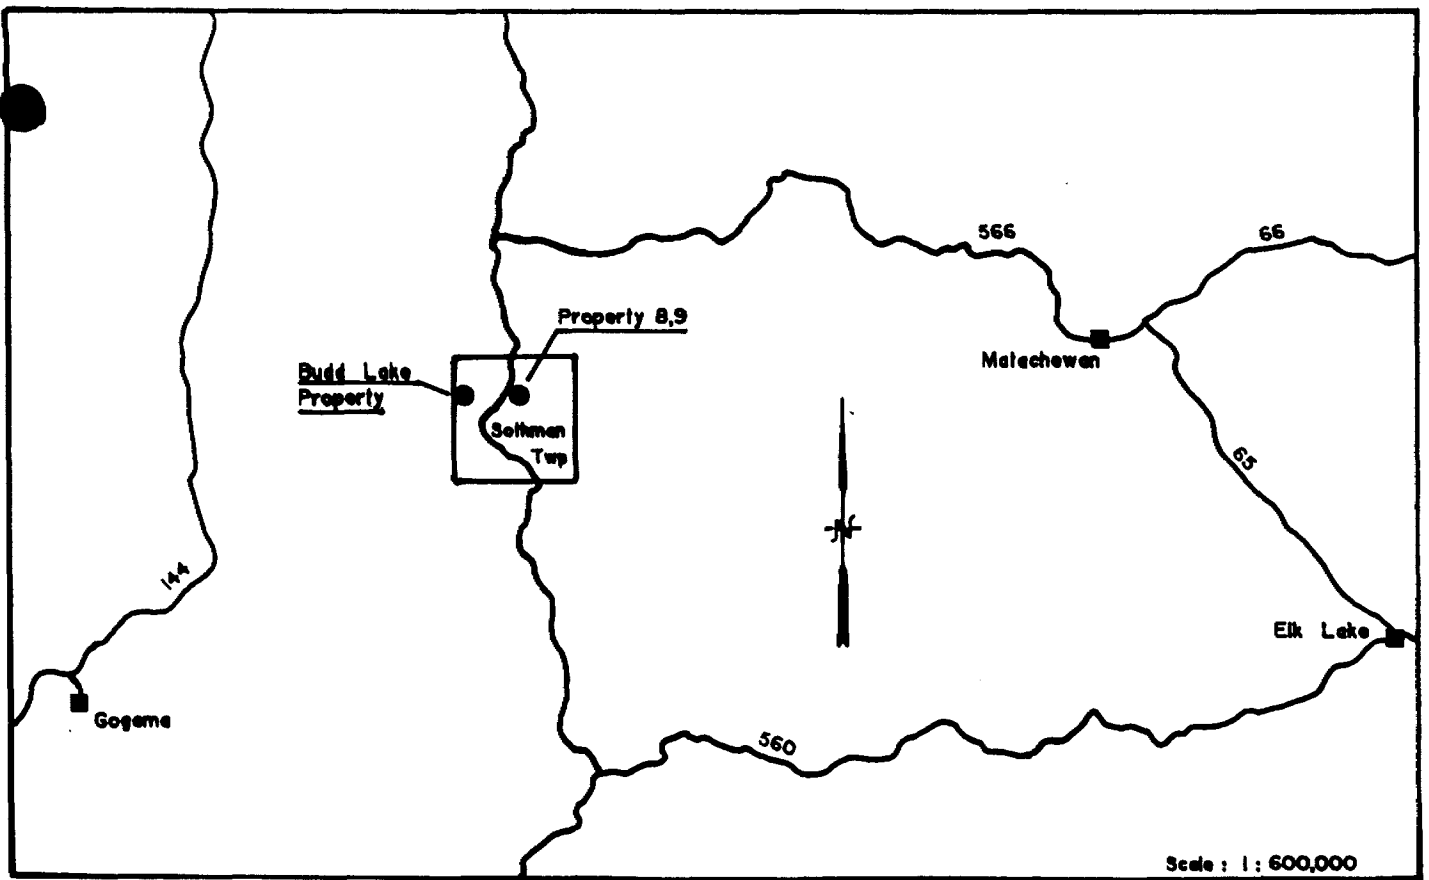 566
66
Property 8,9
Matachewan
Budd Lake
Property
Sothman
Twp
65
N
144
Elk Lake
Gogama
560
Scale : 1 : 600,000